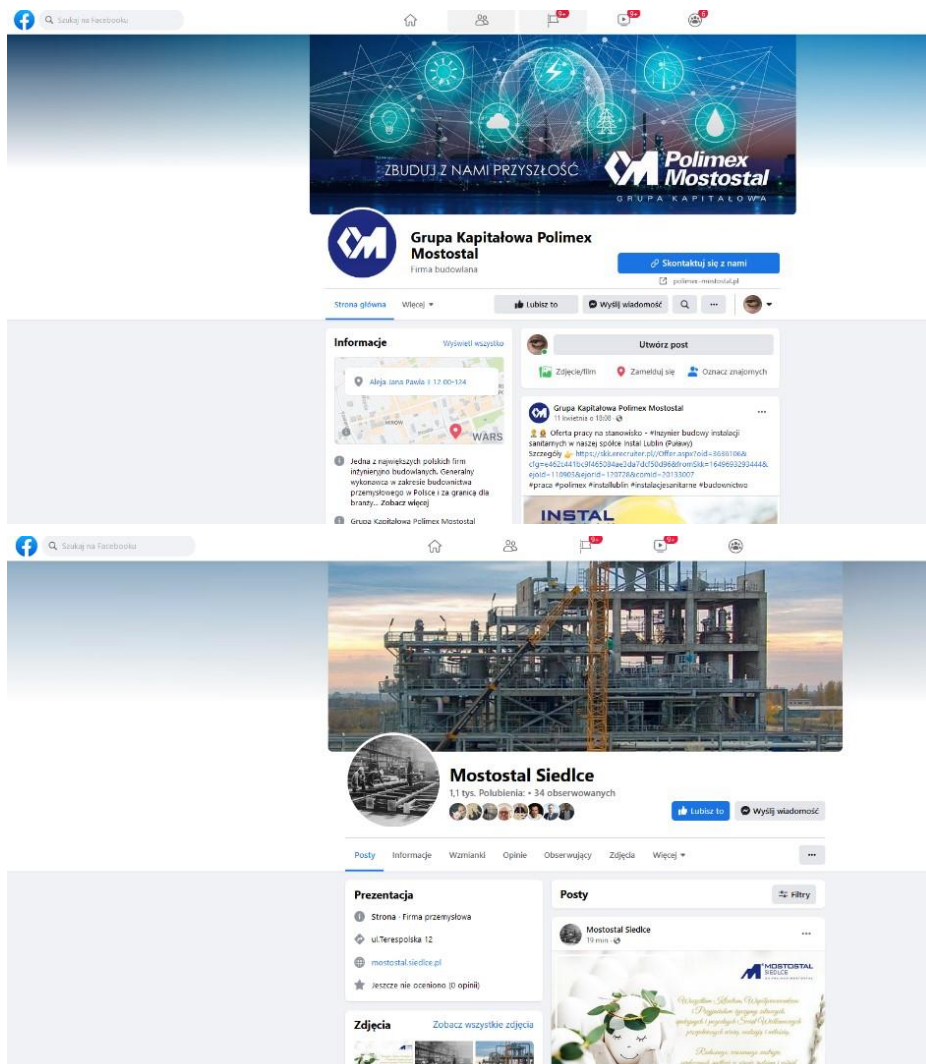 Szukaj na Facebooku
9+
9+
6
ZBUDUJ Z NAMI PRZYSZŁOŚĆ
Polimex
Mostostal
GRUPA KAPITAŁOWA
Grupa Kapitałowa Polimex
Mostostal
Firma budowlana
Skontaktuj się z nami
polimex-mostostal.pl
Strona główna Więcej
Lubisz to Wyślij wiadomość
Informacje Wyświetl wszystko
Aleja Jana Pawła II 12 00-124
WARS
Jedna z największych polskich firm
inżynieryjno budowlanych. Generalny
wykonawca w zakresie budownictwa
przemysłowego w Polsce i za granicą dla
branży... Zobacz więcej
Grupa Kapitałowa Polimex Mostostal
Utwórz post
Zdjęcie/film Zamelduj się Oznacz znajomych
Grupa Kapitałowa Polimex Mostostal
11 kwietnia o 18:00
Oferta pracy na stanowisko - #Inżynier budowy instalacji
sanitarnych w naszej spółce Instal Lublin (Puławy)
Szczegóły
#praca #polimex #installublin #instalacjesanitarne #budownictwo
INSTAL
Szukaj na Facebooku
9+
9+
Mostostal Siedlce
1,1 tys. Polubienia: • 34 obserwowanych
Lubisz to Wyślij wiadomość
Posty Informacje Wzmianki Opinie Obserwujący Zdjęcia Więcej
Prezentacja
Strona · Firma przemysłowa
ul.Terespolska 12
mostostal.siedlce.pl
Jeszcze nie oceniono (0 opinii)
Zdjęcia Zobacz wszystkie zdjęcia
Posty Filtry
Mostostal Siedlce
19 min
MOSTOSTAL
SIEDLCE